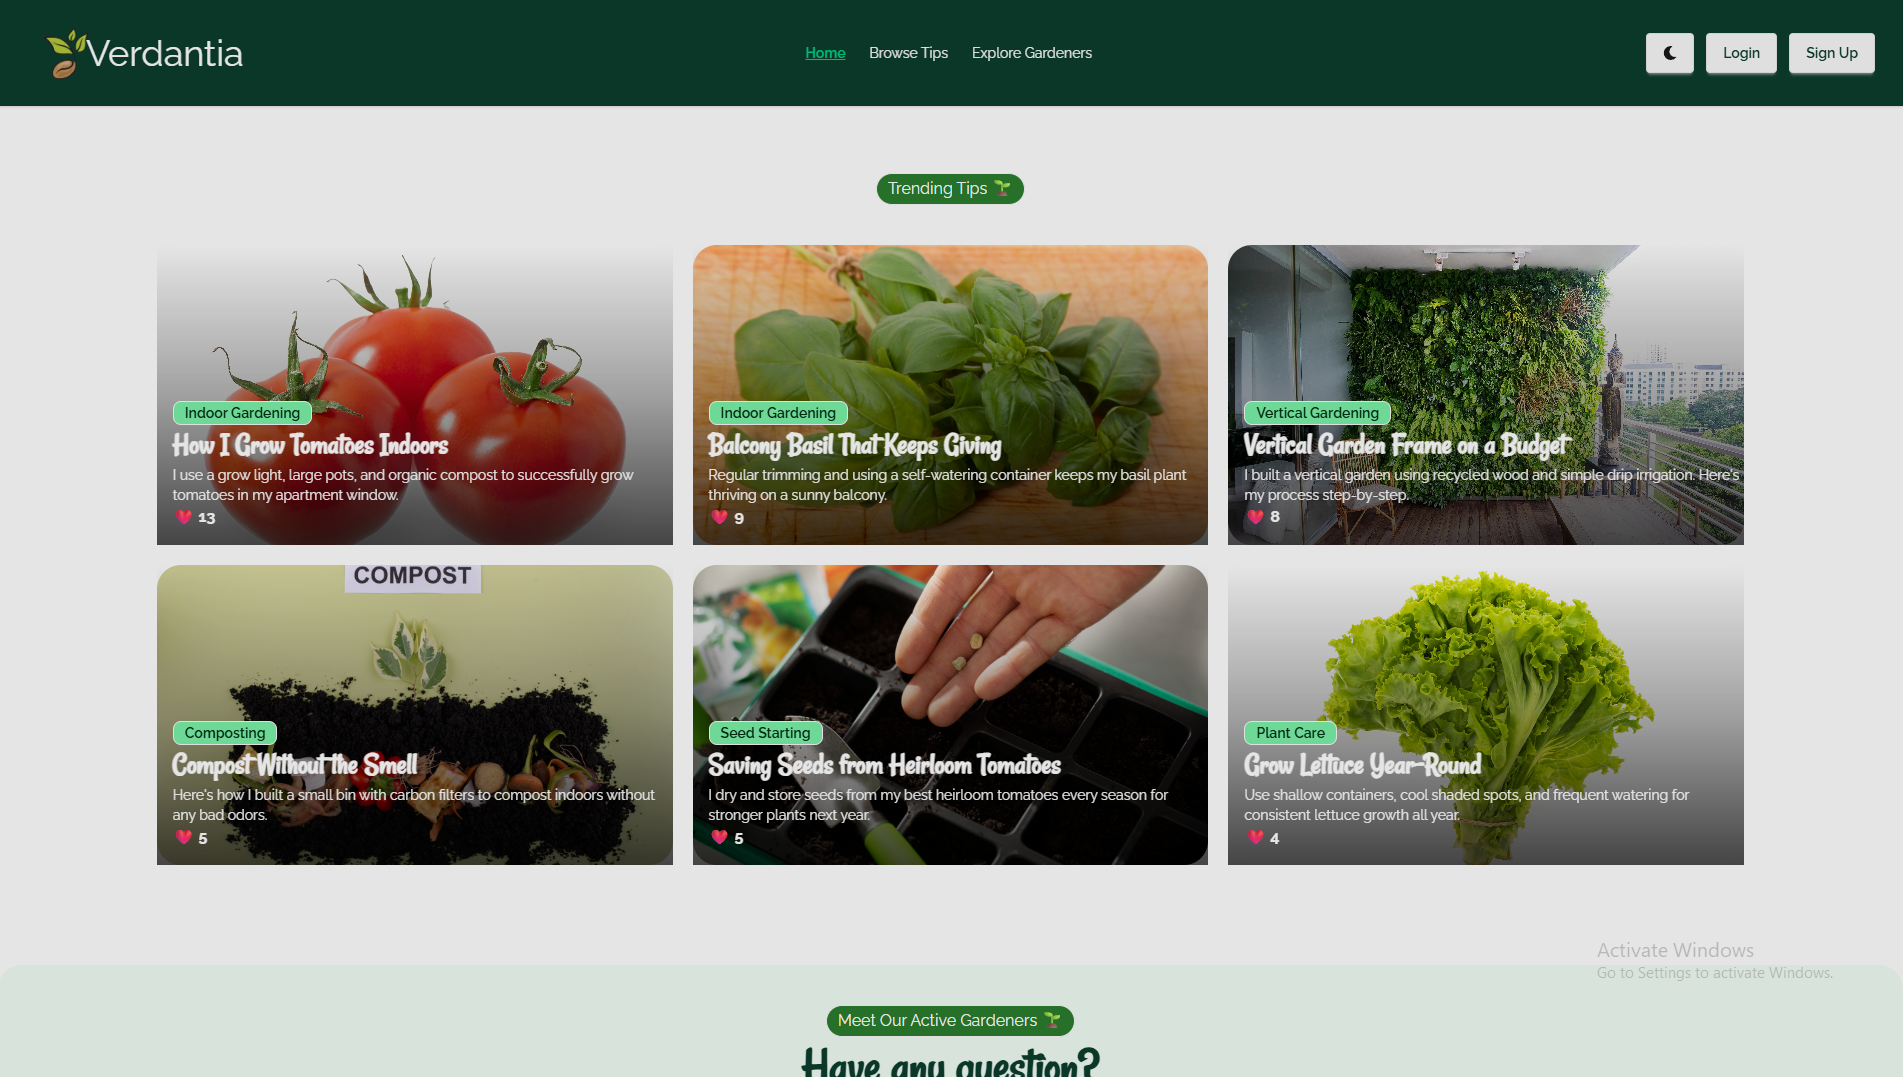 Verdantia
Home
Browse Tips
Explore Gardeners
Login
Sign Up
Trending Tips
Indoor Gardening
How I Grow Tomatoes Indoors
I use a grow light, large pots, and organic compost to successfully grow
tomatoes in my apartment window.
13
Indoor Gardening
Balcony Basil That Keeps Giving
Regular trimming and using a self-watering container keeps my basil plant
thriving on a sunny balcony.
9
Vertical Gardening
Vertical Garden Frame on a Budget
I built a vertical garden using recycled wood and simple drip irrigation. Here's
my process step-by-step.
8
COMPOST
Composting
Compost Without the Smell
Here's how I built a small bin with carbon filters to compost indoors without
any bad odors.
5
Seed Starting
Saving Seeds from Heirloom Tomatoes
I dry and store seeds from my best heirloom tomatoes every season for
stronger plants next year.
5
Plant Care
Grow Lettuce Year-Round
Use shallow containers, cool shaded spots, and frequent watering for
consistent lettuce growth all year.
4
Activate Windows
Go to Settings to activate Windows.
Meet Our Active Gardeners
Have any question?